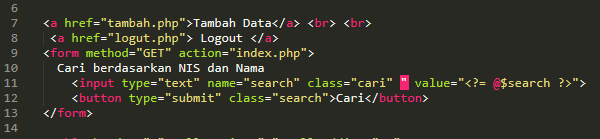 6
7 <a href="tambah.php">Tambah Data</a> <br> <br>
8 <a href="logut.php"> Logout </a>
9 <form method="GET" action="index.php">
10 Cari berdasarkan NIS dan Nama
11 <input type="text" name="search" class="cari" " value="<?= @$search ?>">
12 <button type="submit" class="search">Cari</button>
13 </form>
14